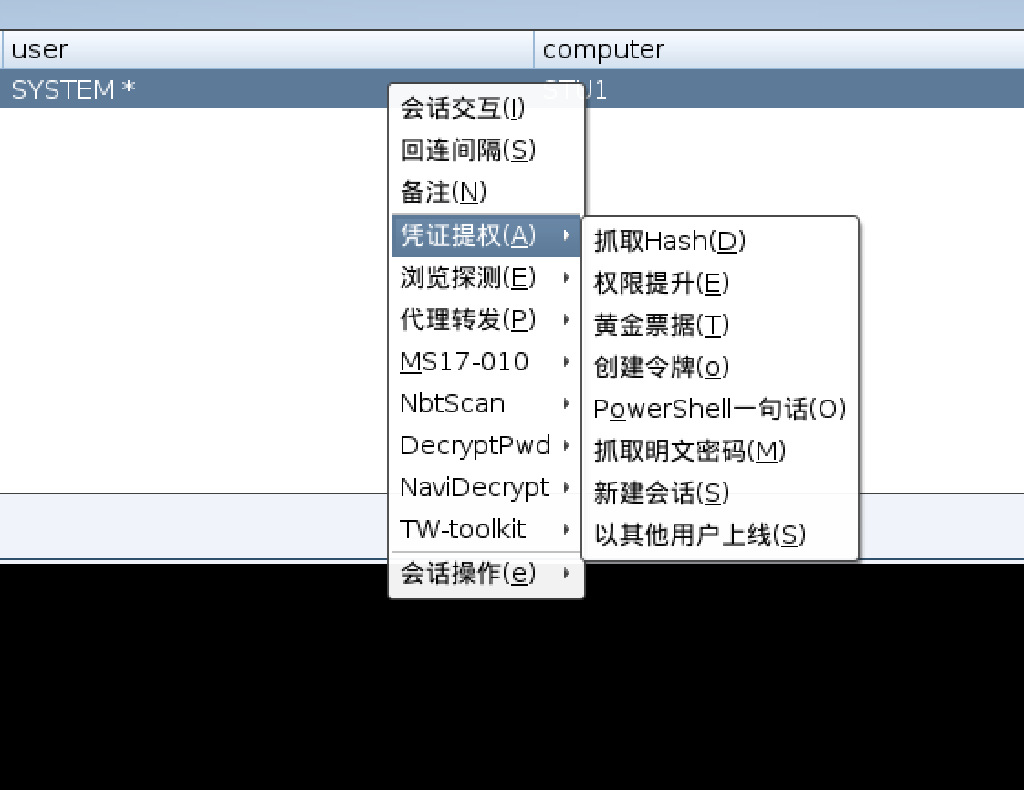 user computer
SYSTEM * STU1
会话交互(I)
回连间隔(S)
备注(N)
凭证提权(A)
浏览探测(E)
代理转发(P)
MS17-010
NbtScan
DecryptPwd
NaviDecrypt
TW-toolkit
会话操作(e)
抓取Hash(D)
权限提升(E)
黄金票据(T)
创建令牌(o)
PowerShell一句话(O)
抓取明文密码(M)
新建会话(S)
以其他用户上线(S)